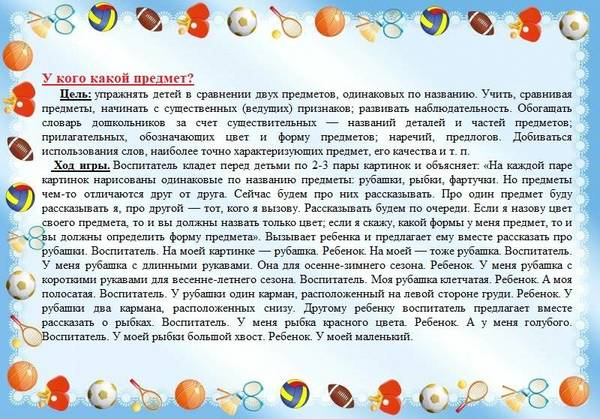 У кого какой предмет?
Цель: упражнять детей в сравнении двух предметов, одинаковых по названию. Учить, сравнивая
предметы, начинать с существенных (ведущих) признаков; развивать наблюдательность. Обогащать
словарь дошкольников за счет существительных — названий деталей и частей предметов;
прилагательных, обозначающих цвет и форму предметов; наречий, предлогов. Добиваться
использования слов, наиболее точно характеризующих предмет, его качества и т. п.
Ход игры. Воспитатель кладет перед детьми по 2-3 пары картинок и объясняет: «На каждой паре
картинок нарисованы одинаковые по названию предметы: рубашки, рыбки, фартучки. Но предметы
чем-то отличаются друг от друга. Сейчас будем про них рассказывать. Про один предмет буду
рассказывать я, про другой — тот, кого я вызову. Рассказывать будем по очереди. Если я назову цвет
своего предмета, то и вы должны назвать только цвет; если я скажу, какой формы у меня предмет, то и
вы должны определить форму предмета». Вызывает ребенка и предлагает ему вместе рассказать про
рубашки. Воспитатель. На моей картинке — рубашка. Ребенок. На моей — тоже рубашка. Воспитатель.
У меня рубашка с длинными рукавами. Она для осенне-зимнего сезона. Ребенок. У меня рубашка с
короткими рукавами для весенне-летнего сезона. Воспитатель. Моя рубашка клетчатая. Ребенок. А моя
полосатая. Воспитатель. У рубашки один карман, расположенный на левой стороне груди. Ребенок. У
рубашки два кармана, расположенных снизу. Другому ребенку воспитатель предлагает вместе
рассказать о рыбках. Воспитатель. У меня рыбка красного цвета. Ребенок. А у меня голубого.
Воспитатель. У моей рыбки большой хвост. Ребенок. У моей маленький.